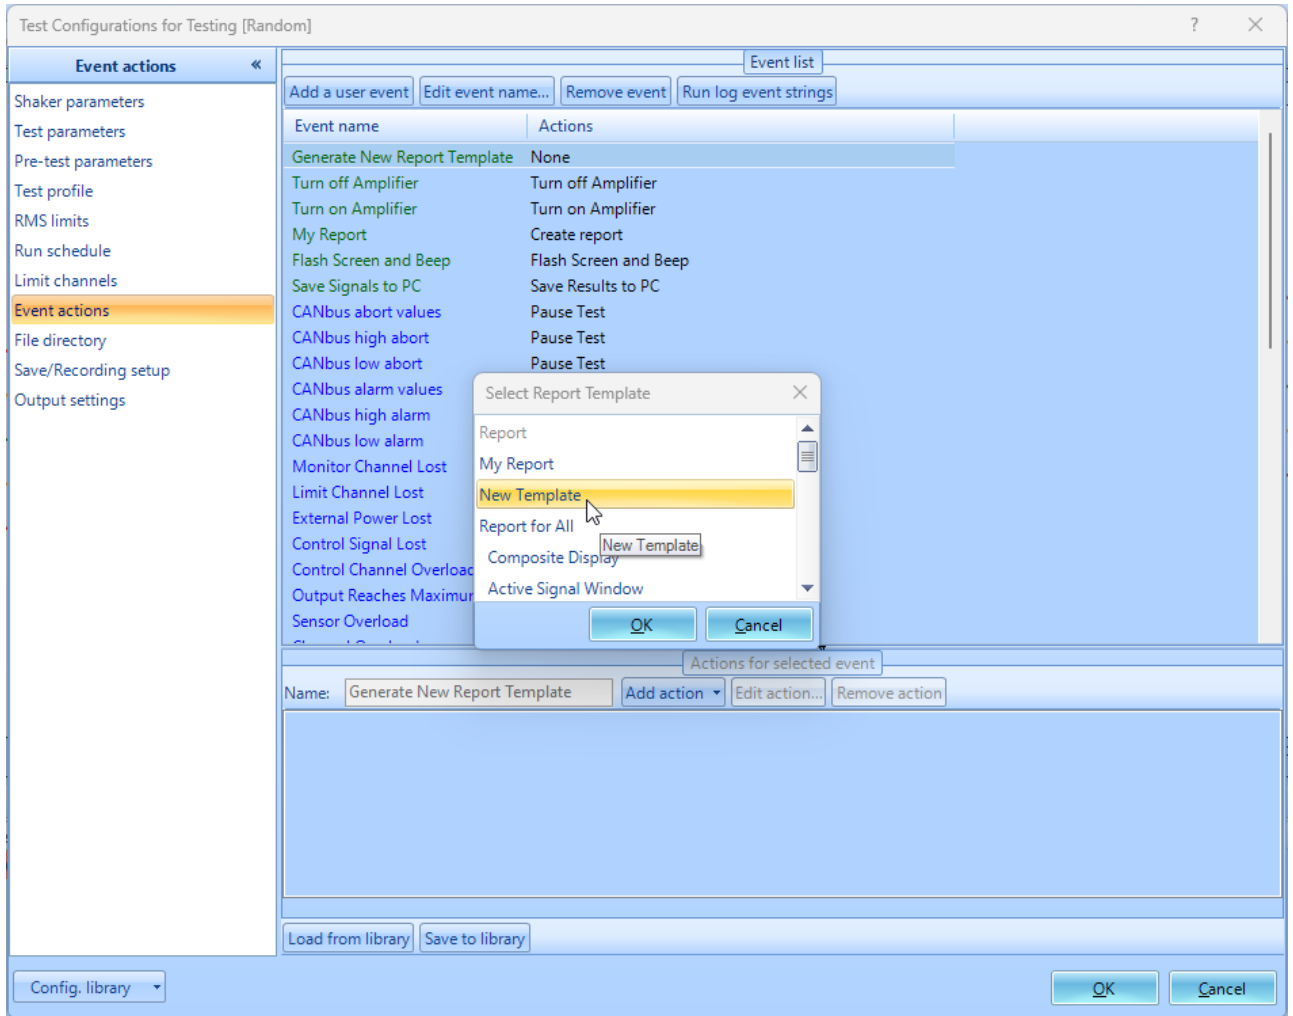 Test Configurations for Testing [Random]
?
Event actions «
Shaker parameters
Test parameters
Pre-test parameters
Test profile
RMS limits
Run schedule
Limit channels
Event actions
File directory
Save/Recording setup
Output settings
Event list
Add a user event Edit event name... Remove event Run log event strings
Event name Actions
Generate New Report Template None
Turn off Amplifier Turn off Amplifier
Turn on Amplifier Turn on Amplifier
My Report Create report
Flash Screen and Beep Flash Screen and Beep
Save Signals to PC Save Results to PC
CANbus abort values Pause Test
CANbus high abort Pause Test
CANbus low abort Pause Test
CANbus alarm values
CANbus high alarm
CANbus low alarm
Monitor Channel Lost
Limit Channel Lost
External Power Lost
Control Signal Lost
Control Channel Overload
Output Reaches Maximu
Sensor Overload
Select Report Template
Report
My Report
New Template
Report for All
New Template
Composite Display
Active Signal Window
OK Cancel
Actions for selected event
Name: Generate New Report Template Add action Edit action... Remove action
Load from library Save to library
Config. library
OK Cancel